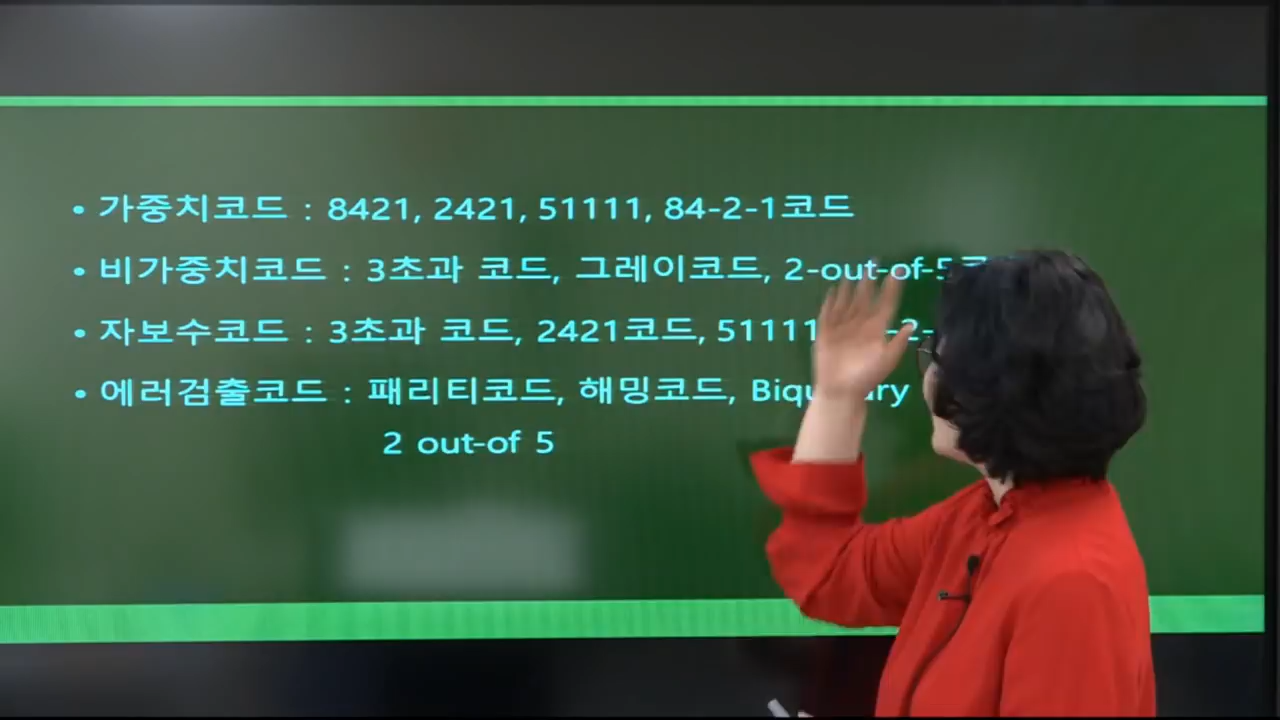 • 가중치코드 : 8421, 2421, 51111, 84-2-1코드
• 비가중치코드 : 3초과 코드, 그레이코드, 2-out-of-5
• 자보수코드 : 3초과 코드, 2421코드, 51111
• 에러검출코드 : 패리티코드, 해밍코드,
2 out-of 5